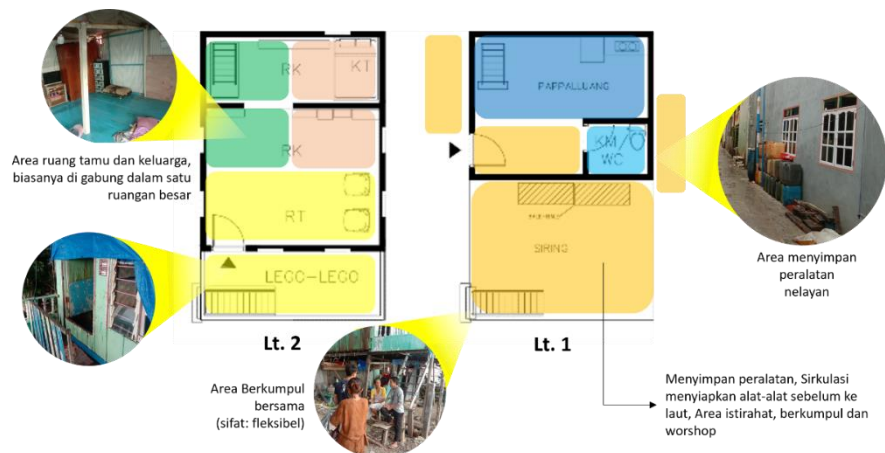 RK
KT
RK
RT
LEGO-LEGO
Lt. 2
PAPPALLUANG
KM/
WC
SIRING
Lt. 1
Area ruang tamu dan keluarga,
biasanya di gabung dalam satu
ruangan besar
Area menyimpan
peralatan
nelayan
Area Berkumpul
bersama
(sifat: fleksibel)
Menyimpan peralatan, Sirkulasi
menyiapkan alat-alat sebelum ke
laut, Area istirahat, berkumpul dan
worshop